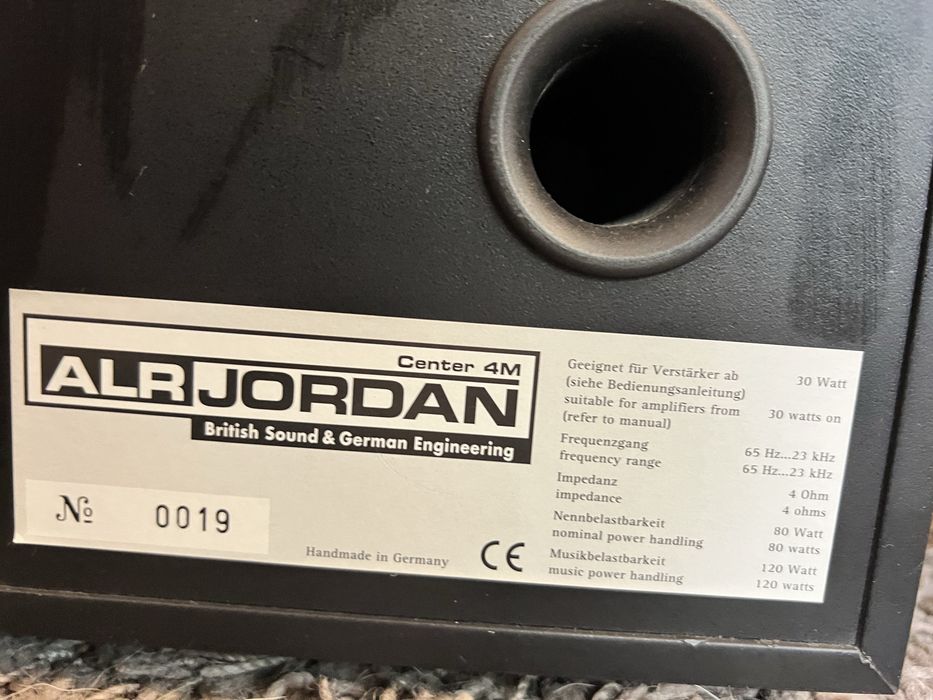 Center 4M
ALR JORDAN
British Sound & German Engineering
№ 0019
Handmade in Germany
CE
Geeignet für Verstärker ab 30 Watt
(siehe Bedienungsanleitung)
suitable for amplifiers from 30 watts on
(refer to manual)
Frequenzgang 65 Hz...23 kHz
frequency range 65 Hz...23 kHz
Impedanz 4 Ohm
impedance 4 ohms
Nennbelastbarkeit 80 Watt
nominal power handling 80 watts
Musikbelastbarkeit 120 Watt
music power handling 120 watts